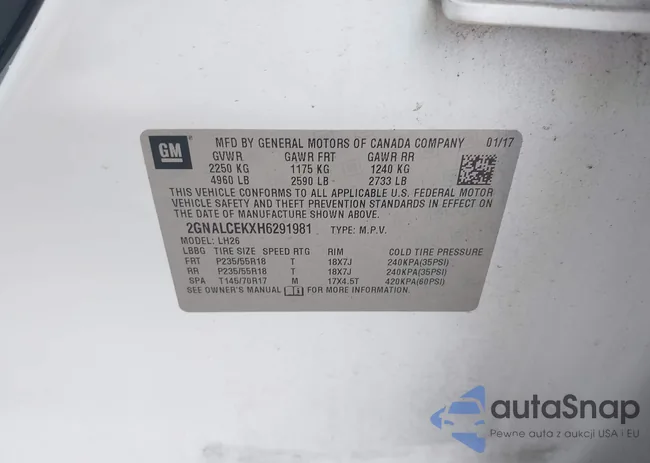 GM
MFD BY GENERAL MOTORS OF CANADA COMPANY 01/17
GVWR GAWR FRT GAWR RR
2250 KG 1175 KG 1240 KG
4960 LB 2590 LB 2733 LB
THIS VEHICLE CONFORMS TO ALL APPLICABLE U.S. FEDERAL MOTOR
VEHICLE SAFETY AND THEFT PREVENTION STANDARDS IN EFFECT ON
THE DATE OF MANUFACTURE SHOWN ABOVE.
2GNALCEKXH6291981 TYPE: M.P.V.
MODEL: LH26
LBBG TIRE SIZE SPEED RTG RIM COLD TIRE PRESSURE
FRT P235/55R18 T 18X7J 240KPA(35PSI)
RR P235/55R18 T 18X7J 240KPA(35PSI)
SPA T145/70R17 M 17X4.5T 420KPA(60PSI)
SEE OWNER'S MANUAL FOR MORE INFORMATION
autaSnap
Pewne auta z aukcji USA i EU